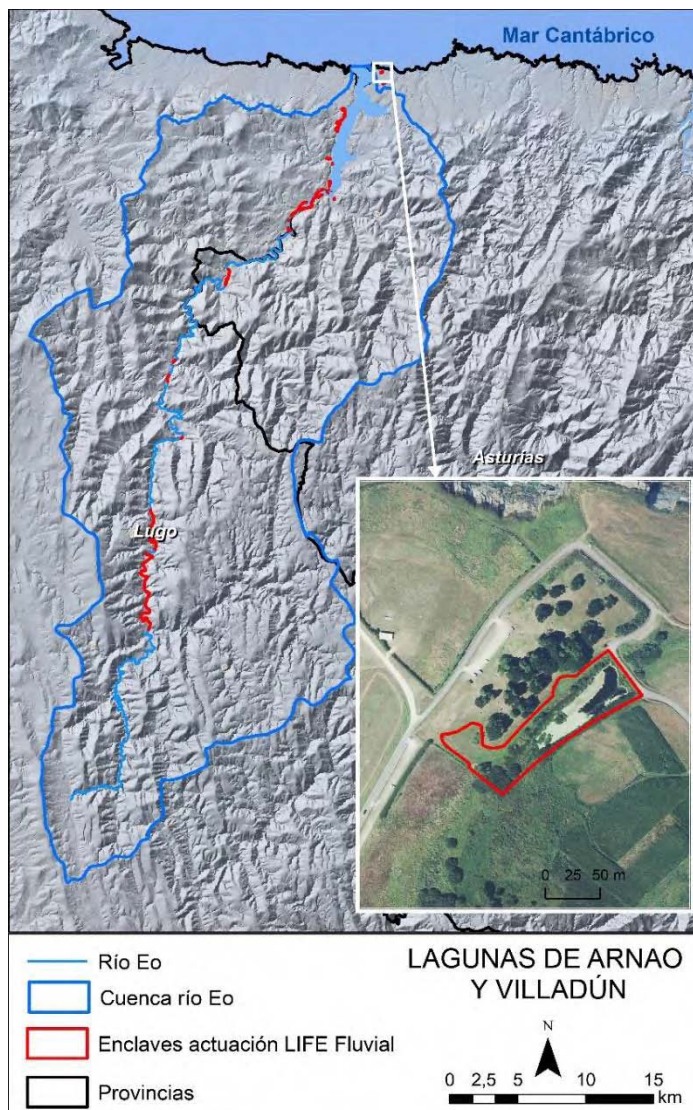 Mar Cantábrico
Asturias
Lugo
0 25 50 m
Río Eo
Cuenca río Eo
Enclaves actuación LIFE Fluvial
Provincias
LAGUNAS DE ARNAO
Y VILLADÚN
N
0 2,5 5 10 15
km